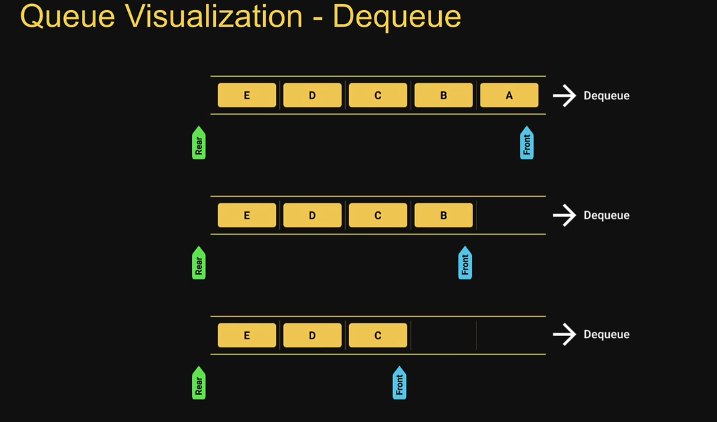 Queue Visualization - Dequeue
E D C B A Dequeue
Rear Front
E D C B Dequeue
Rear Front
E D C Dequeue
Rear Front